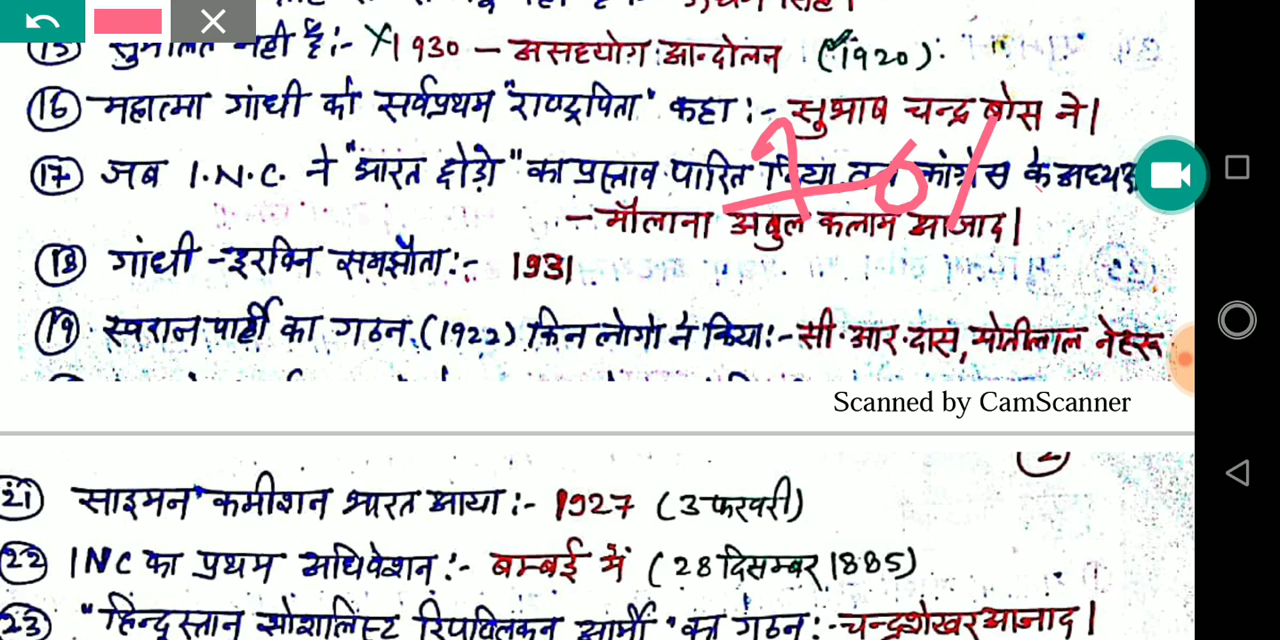 (15) सुमेलित नहीं है:- X1930 - असहयोग आन्दोलन (1920).
(16) महात्मा गांधी को सर्वप्रथम "राष्ट्रपिता" कहा:- सुभाष चन्द्र बोस ने।
(17) जब I.N.C. ने "भारत छोड़ो" का प्रस्ताव पारित किया तब कांग्रेस के अध्यक्ष
- मौलाना अबुल कलाम आजाद।
(18) गांधी - इरविन समझौता:- 1931
(19) स्वराज पार्टी का गठन (1922) किन लोगो ने किया:- सी.आर.दास, मोतीलाल नेहरू
Scanned by CamScanner
(21) साइमन कमीशन भारत आया:- 1927 (3 फरवरी)
(22) INC का प्रथम अधिवेशन:- बम्बई में (28 दिसम्बर 1885)
(23) "हिन्दुस्तान सोशलिस्ट रिपब्लिकन आर्मी" का गठन:- चन्द्रशेखर आजाद।